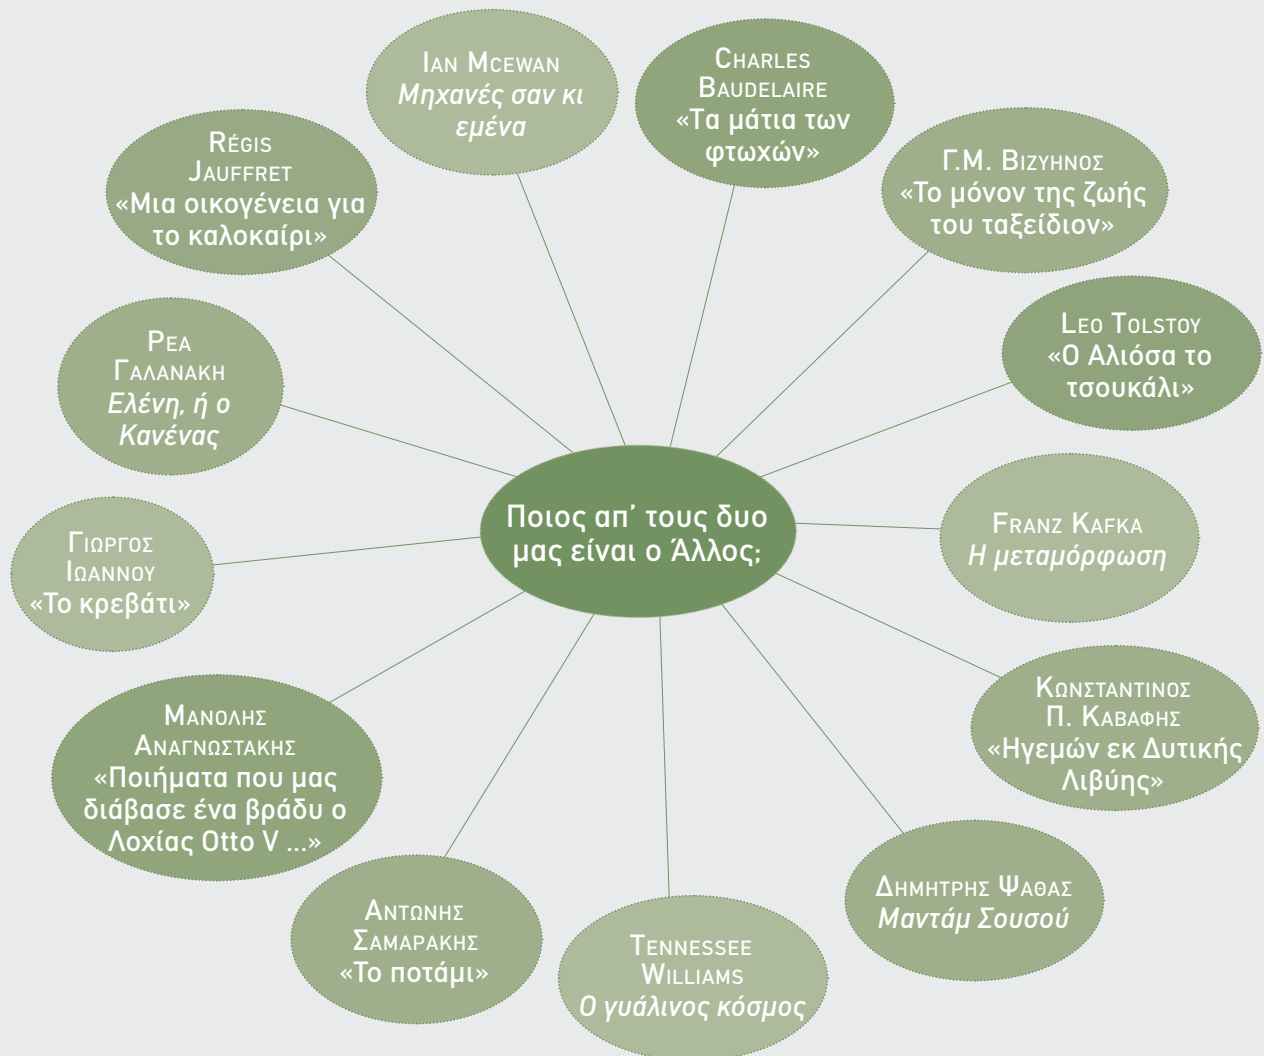 Ian Mcewan
Μηχανές σαν κι
εμένα
Charles
Baudelaire
«Τα μάτια των
φτωχών»
Γ.Μ. Βιζυηνος
«Το μόνον της ζωής
του ταξείδιον»
Leo Tolstoy
«Ο Αλιόσα το
τσουκάλι»
Franz Kafka
Η μεταμόρφωση
Κωνσταντινος
Π. Καβαφης
«Ηγεμών εκ Δυτικής
Λιβύης»
Δημητρης Ψαθας
Μαντάμ Σουσού
Tennessee
Williams
Ο γυάλινος κόσμος
Αντωνης
Σαμαρακης
«Το ποτάμι»
Μανολης
Αναγνωστακης
«Ποιήματα που μας
διάβασε ένα βράδυ ο
Λοχίας Otto V ...»
Γιωργος
Ιωαννου
«Το κρεβάτι»
Ρεα
Γαλανακη
Ελένη, ή ο
Κανένας
Régis
Jauffret
«Μια οικογένεια για
το καλοκαίρι»
Ποιος απ' τους δυο
μας είναι ο Άλλος;